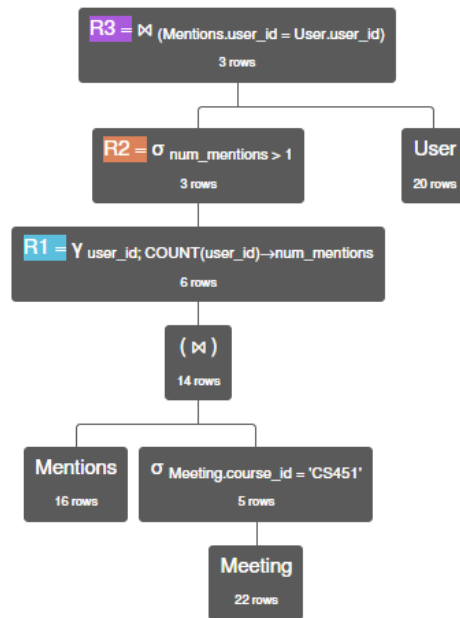 R3 = ⋈ (Mentions.user_id = User.user_id)
3 rows
R2 = σ num_mentions > 1
3 rows
User
20 rows
R1 = γ user_id; COUNT(user_id)→num_mentions
6 rows
( ⋈ )
14 rows
Mentions
16 rows
σ Meeting.course_id = 'CS451'
5 rows
Meeting
22 rows